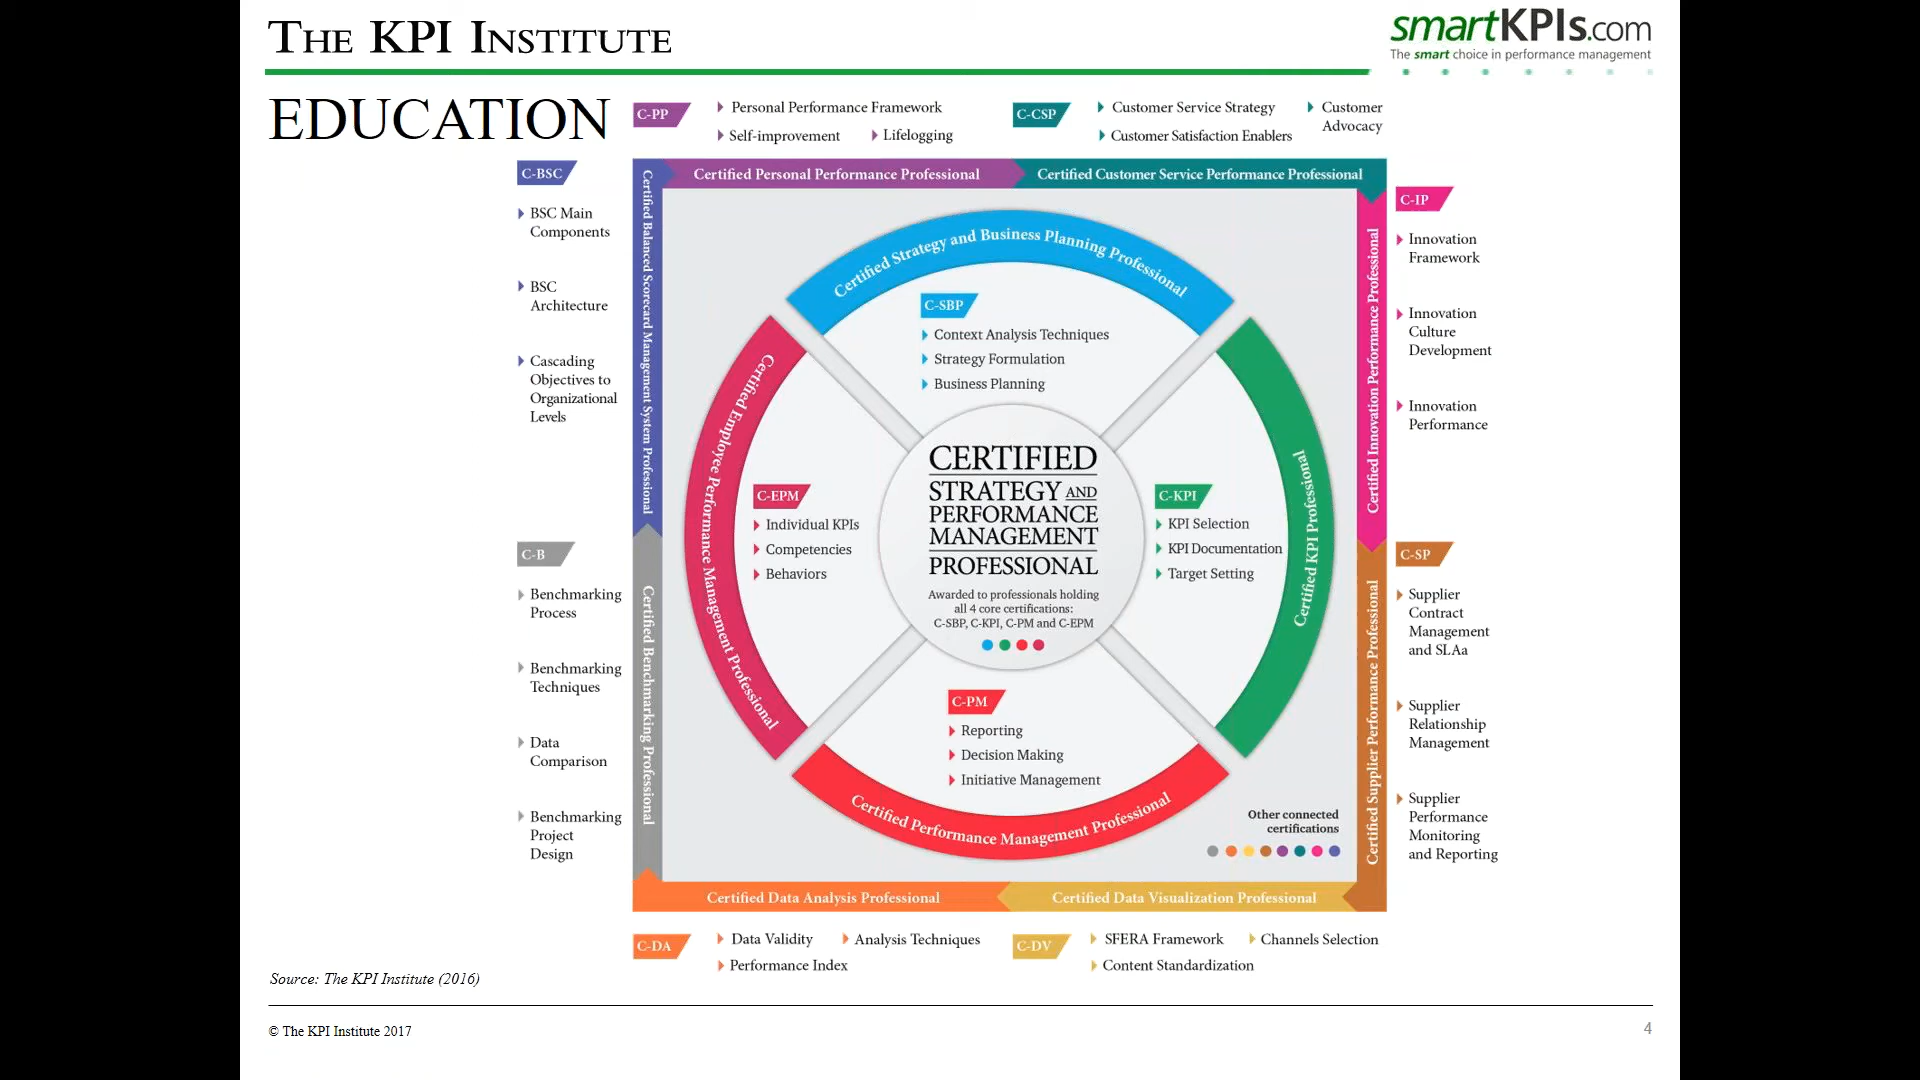 THE KPI INSTITUTE
smartKPIs.com
The smart choice in performance management
EDUCATION
C-PP
Personal Performance Framework
Self-improvement
Lifelogging
C-CSP
Customer Service Strategy
Customer Satisfaction Enablers
Customer
Advocacy
C-BSC
BSC Main
Components
BSC
Architecture
Cascading
Objectives to
Organizational
Levels
C-B
Benchmarking
Process
Benchmarking
Techniques
Data
Comparison
Benchmarking
Project
Design
Certified Balanced Scorecard Management System Professional
Certified Benchmarking Professional
Certified Personal Performance Professional
Certified Customer Service Performance Professional
Certified Strategy and Business Planning Professional
C-SBP
Context Analysis Techniques
Strategy Formulation
Business Planning
Certified Employee Performance Management Professional
C-EPM
Individual KPIs
Competencies
Behaviors
CERTIFIED
STRATEGY AND
PERFORMANCE
MANAGEMENT
PROFESSIONAL
Awarded to professionals holding
all 4 core certifications:
C-SBP, C-KPI, C-PM and C-EPM
C-KPI
KPI Selection
KPI Documentation
Target Setting
Certified KPI Professional
C-PM
Reporting
Decision Making
Initiative Management
Certified Performance Management Professional
Other connected
certifications
Certified Innovation Performance Professional
Certified Supplier Performance Professional
C-IP
Innovation
Framework
Innovation
Culture
Development
Innovation
Performance
C-SP
Supplier
Contract
Management
and SLAa
Supplier
Relationship
Management
Supplier
Performance
Monitoring
and Reporting
Certified Data Analysis Professional
Certified Data Visualization Professional
C-DA
Data Validity
Analysis Techniques
Performance Index
C-DV
SFERA Framework
Channels Selection
Content Standardization
Source: The KPI Institute (2016)
© The KPI Institute 2017
4